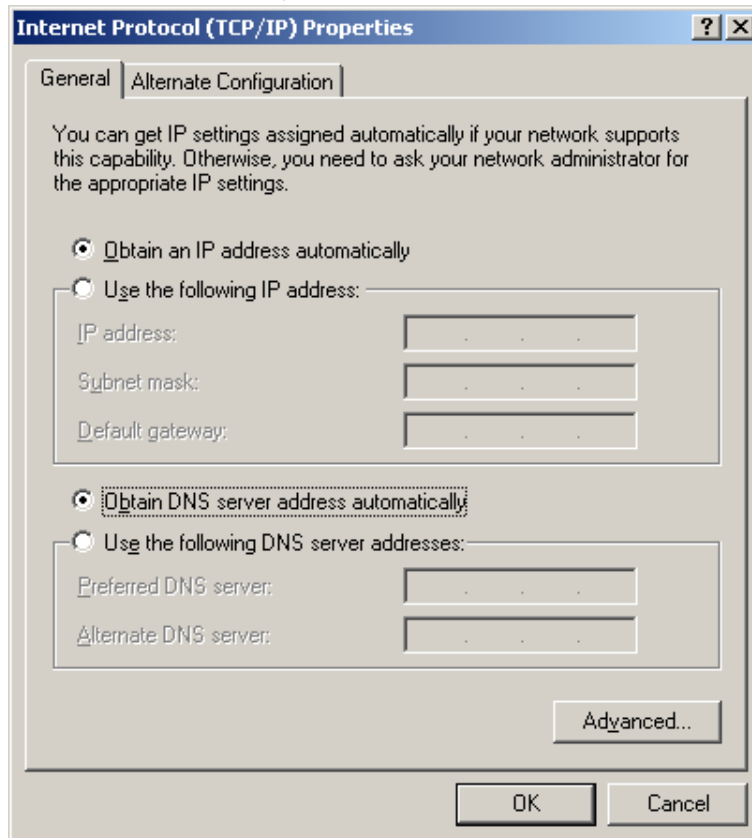 Internet Protocol (TCP/IP) Properties
General
Alternate Configuration
You can get IP settings assigned automatically if your network supports
this capability. Otherwise, you need to ask your network administrator for
the appropriate IP settings.
Obtain an IP address automatically
Use the following IP address:
IP address:
Subnet mask:
Default gateway:
Obtain DNS server address automatically
Use the following DNS server addresses:
Preferred DNS server:
Alternate DNS server:
Advanced...
OK
Cancel